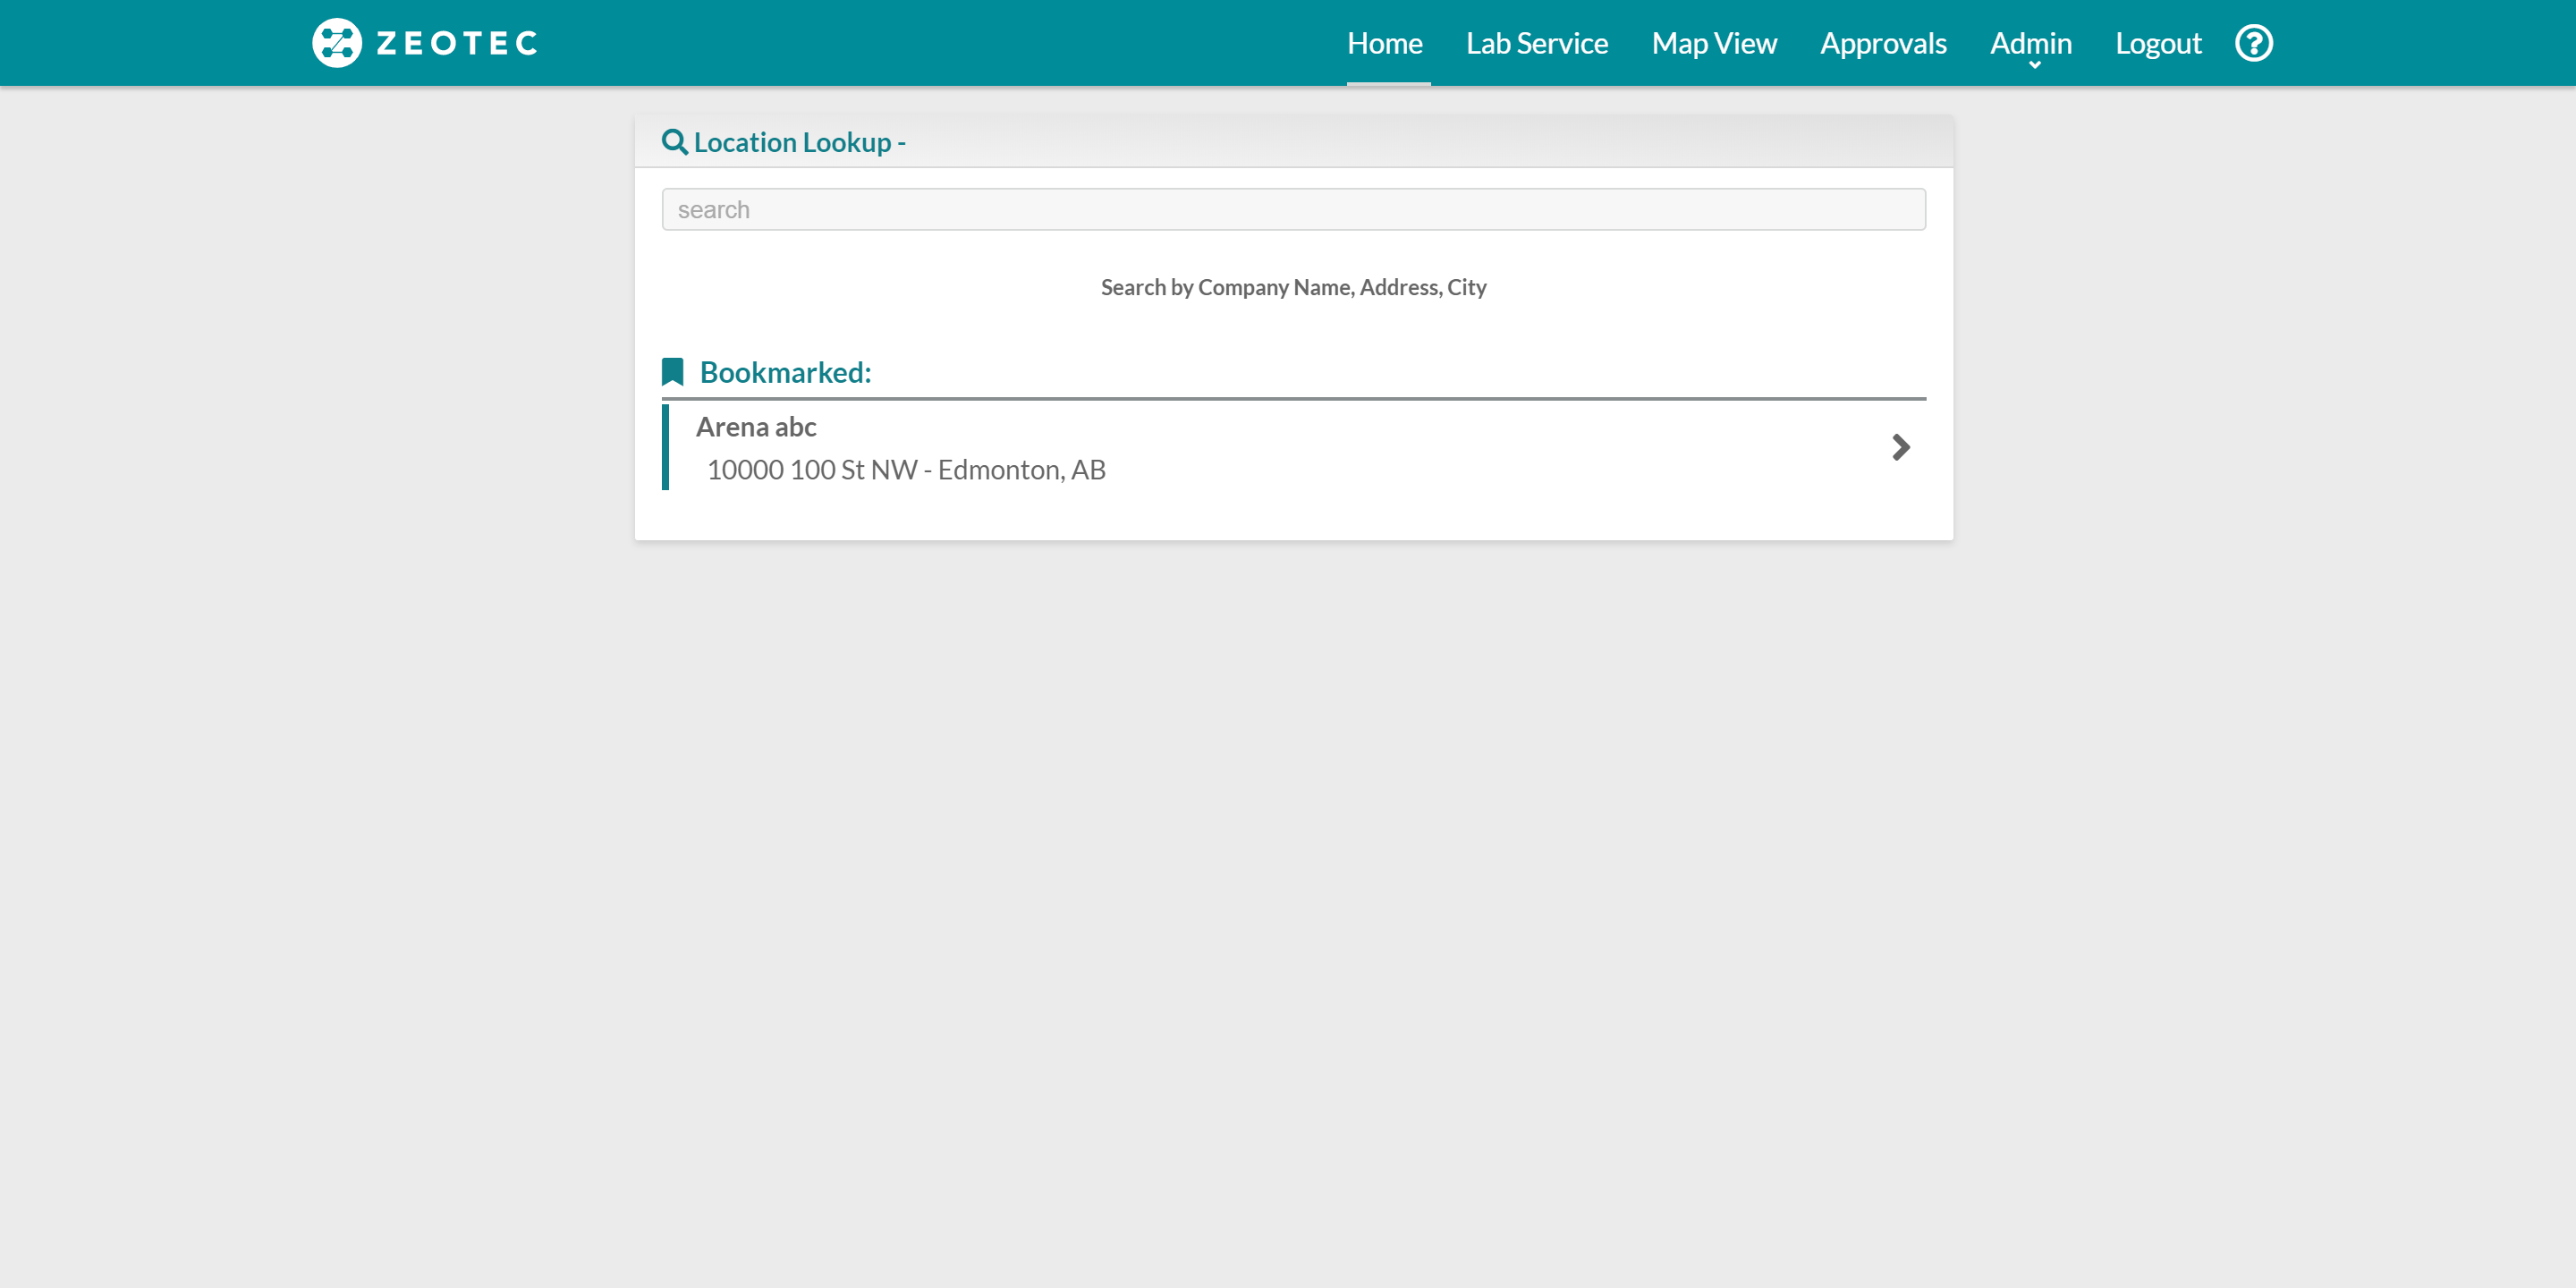 ZEOTEC
Home Lab Service Map View Approvals Admin Logout
Location Lookup -
search
Search by Company Name, Address, City
Bookmarked:
Arena abc
10000 100 St NW - Edmonton, AB